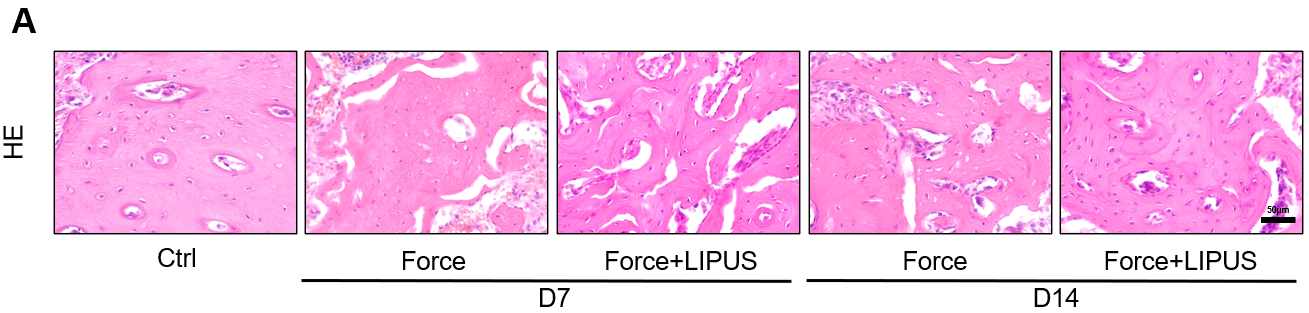 A
HE
50μm
Ctrl
Force
Force+LIPUS
Force
Force+LIPUS
D7
D14